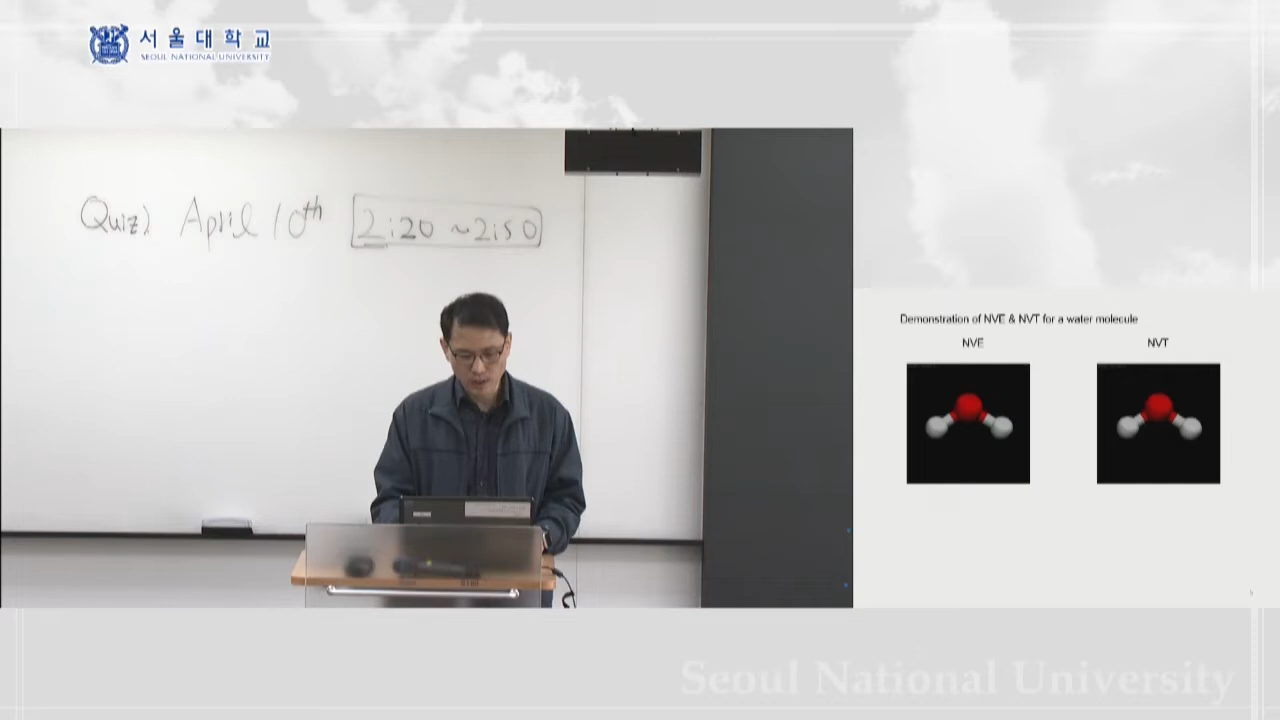 서울대학교
SEOUL NATIONAL UNIVERSITY
Quiz) April 10th 2:20 ~ 2:50
Demonstration of NVE & NVT for a water molecule
NVE NVT
Seoul National University